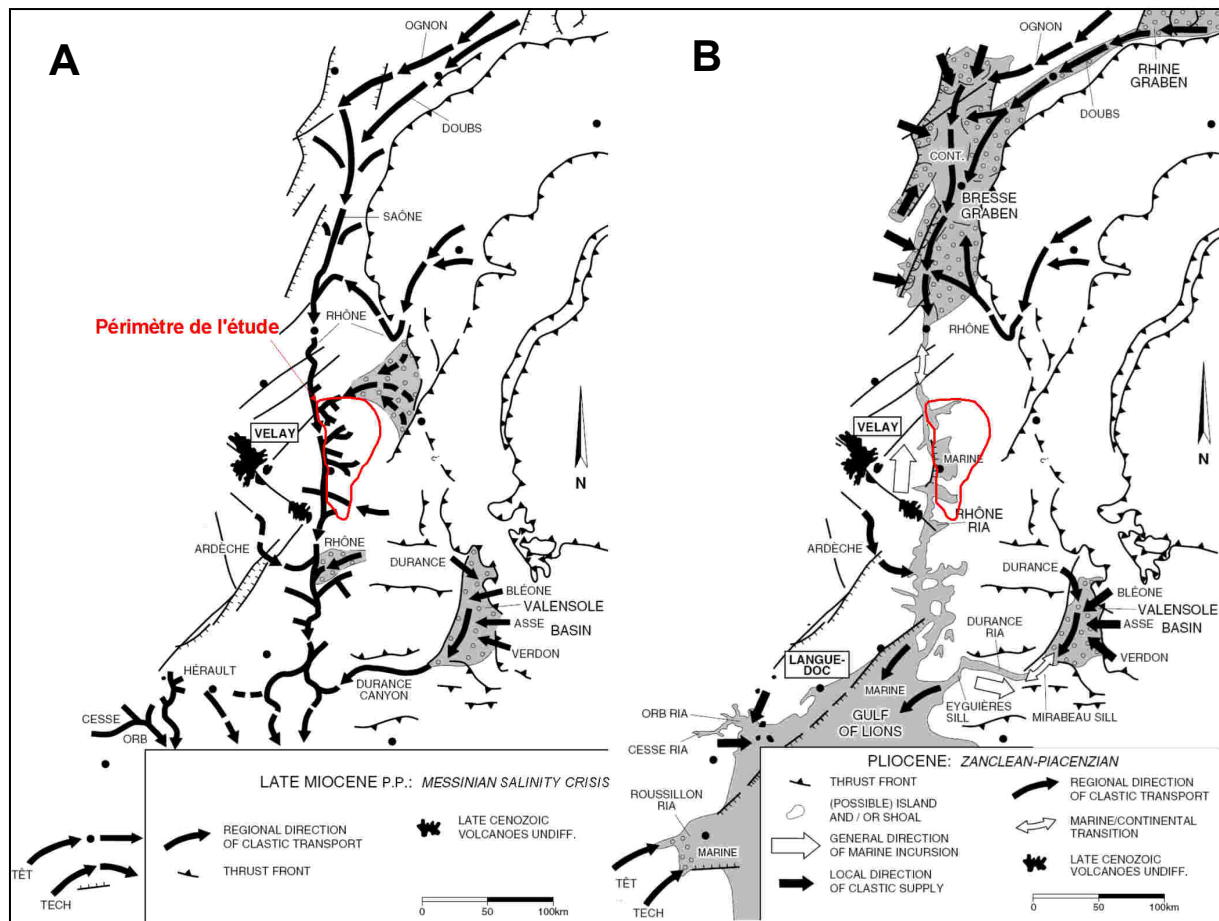 A
OGNON
DOUBS
SAÔNE
RHÔNE
Périmètre de l'étude
VELAY
N
ARDÈCHE
RHÔNE
DURANCE
BLÉONE
VALENSOLE
ASSE
BASIN
VERDON
HÉRAULT
DURANCE
CANYON
CESSE
ORB
LATE MIOCENE P.P.: MESSINIAN SALINITY CRISIS
REGIONAL DIRECTION
OF CLASTIC TRANSPORT
LATE CENOZOIC
VOLCANOES UNDIFF.
THRUST FRONT
TÊT
TECH
0 50 100km
B
OGNON
RHINE
GRABEN
DOUBS
CONT.
BRESSE
GRABEN
RHÔNE
VELAY
MARINE
N
RHÔNE
RIA
ARDÈCHE
DURANCE
BLÉONE
VALENSOLE
ASSE
BASIN
VERDON
DURANCE
RIA
LANGUE-
DOC
MARINE
EYGUIÈRES
SILL
MIRABEAU SILL
GULF
OF LIONS
ORB RIA
CESSE RIA
ROUSSILLON
RIA
MARINE
TÊT
TECH
PLIOCENE: ZANCLEAN-PIACENZIAN
THRUST FRONT
(POSSIBLE) ISLAND
AND / OR SHOAL
GENERAL DIRECTION
OF MARINE INCURSION
LOCAL DIRECTION
OF CLASTIC SUPPLY
REGIONAL DIRECTION
OF CLASTIC TRANSPORT
MARINE/CONTINENTAL
TRANSITION
LATE CENOZOIC
VOLCANOES UNDIFF.
0 50 100km